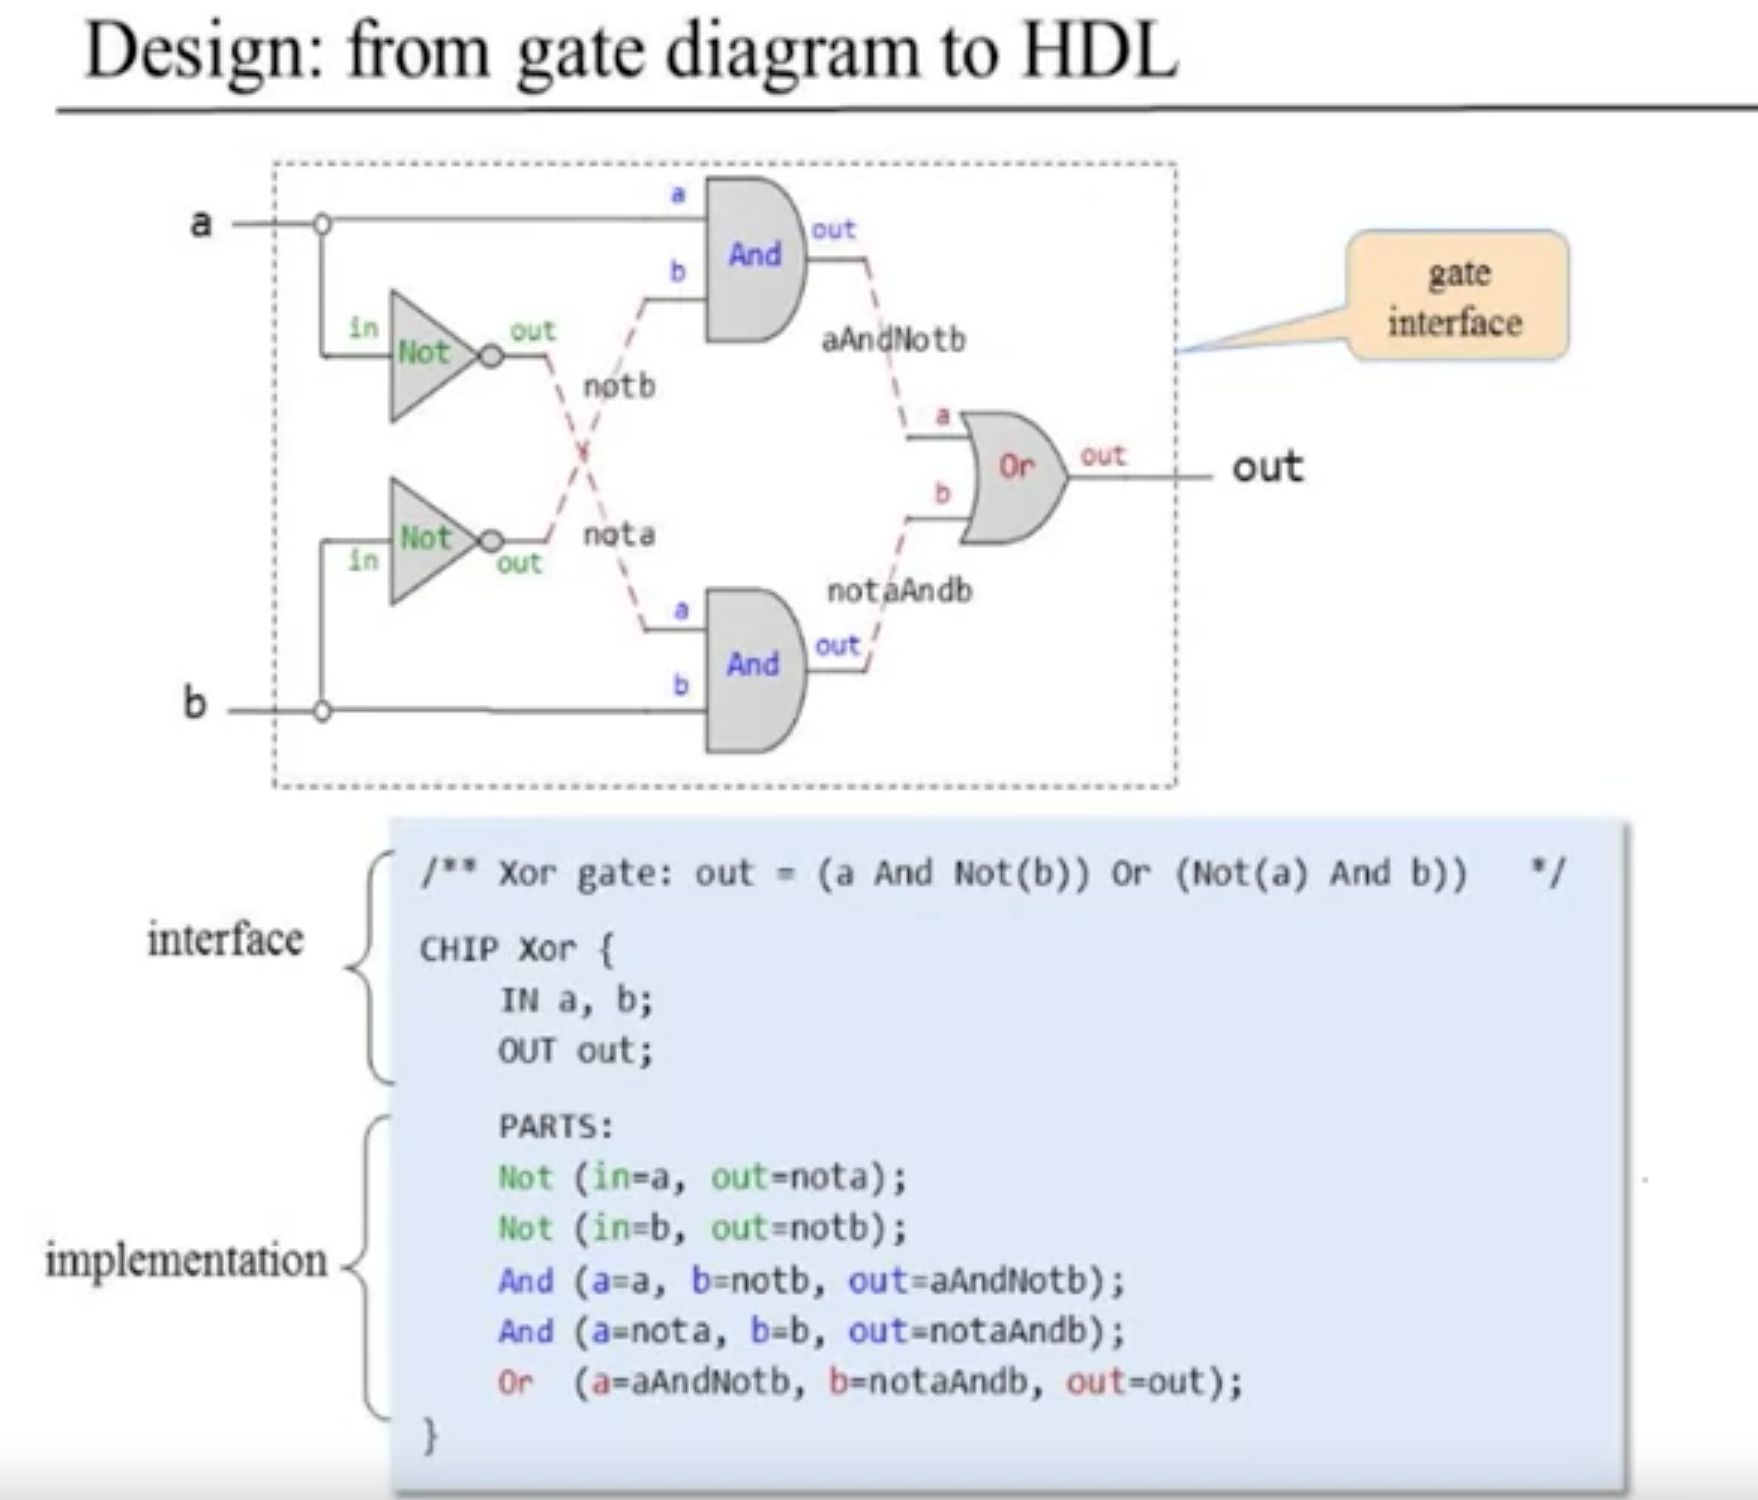 Design: from gate diagram to HDL
a
a
And
out
b
gate
interface
in
Not
out
notb
aAndNotb
a
Or
out
out
b
in
Not
out
nota
notaAndb
a
And
out
b
b
interface
/** Xor gate: out = (a And Not(b)) Or (Not(a) And b))   */
CHIP Xor {
IN a, b;
OUT out;
implementation
PARTS:
Not (in=a, out=nota);
Not (in=b, out=notb);
And (a=a, b=notb, out=aAndNotb);
And (a=nota, b=b, out=notaAndb);
Or  (a=aAndNotb, b=notaAndb, out=out);
}